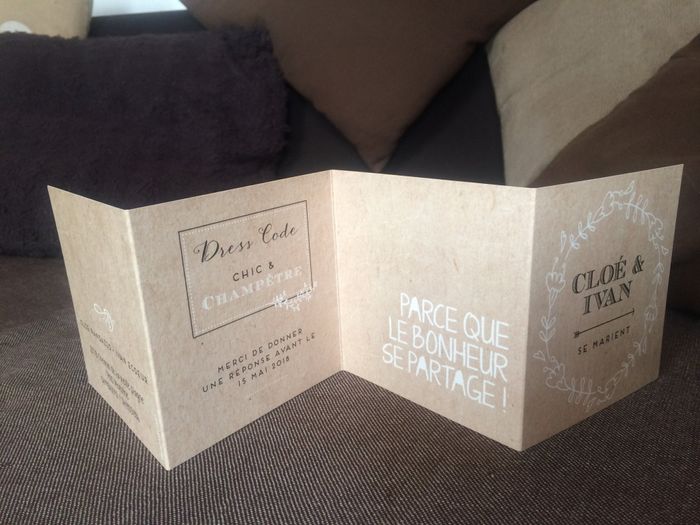 Dress Code
CHIC &
CHAMPÊTRE
MERCI DE DONNER
UNE RÉPONSE AVANT LE
15 MAI 2018
PARCE QUE
LE BONHEUR
SE PARTAGE !
CLOÉ &
IVAN
SE MARIENT